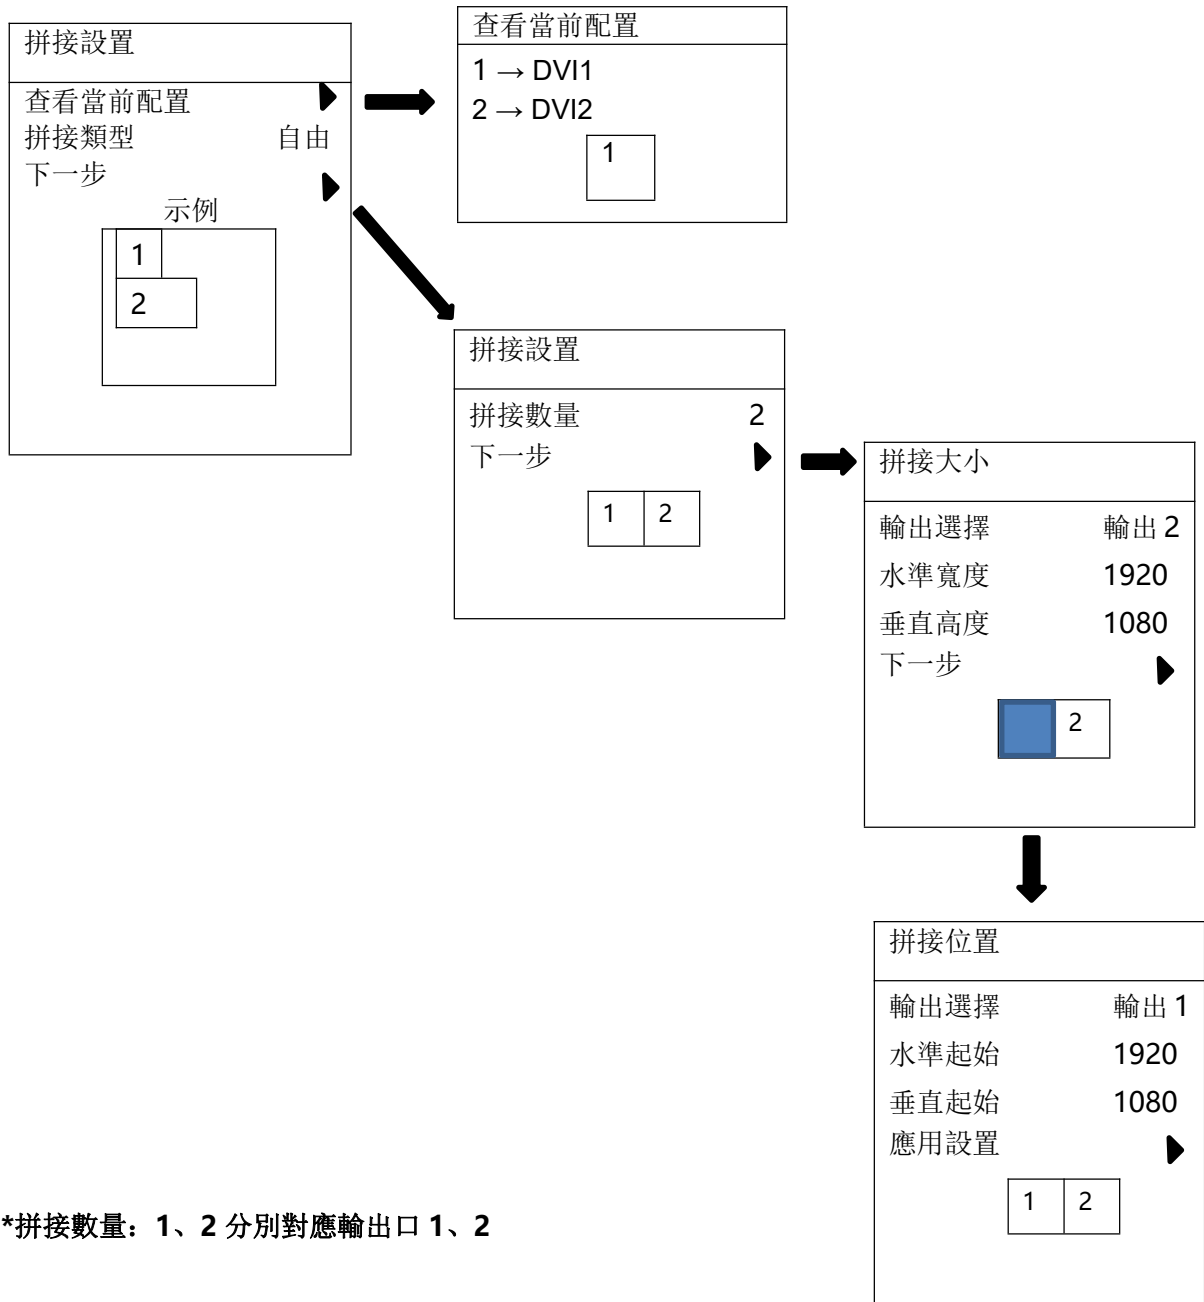 拼接設置
查看當前配置
拼接類型 自由
下一步
示例
1
2
查看當前配置
1 → DVI1
2 → DVI2
1
拼接設置
拼接數量 2
下一步
1 2
拼接大小
輸出選擇 輸出 2
水準寬度 1920
垂直高度 1080
下一步
2
拼接位置
輸出選擇 輸出 1
水準起始 1920
垂直起始 1080
應用設置
1 2
*拼接數量：1、2 分別對應輸出口 1、2